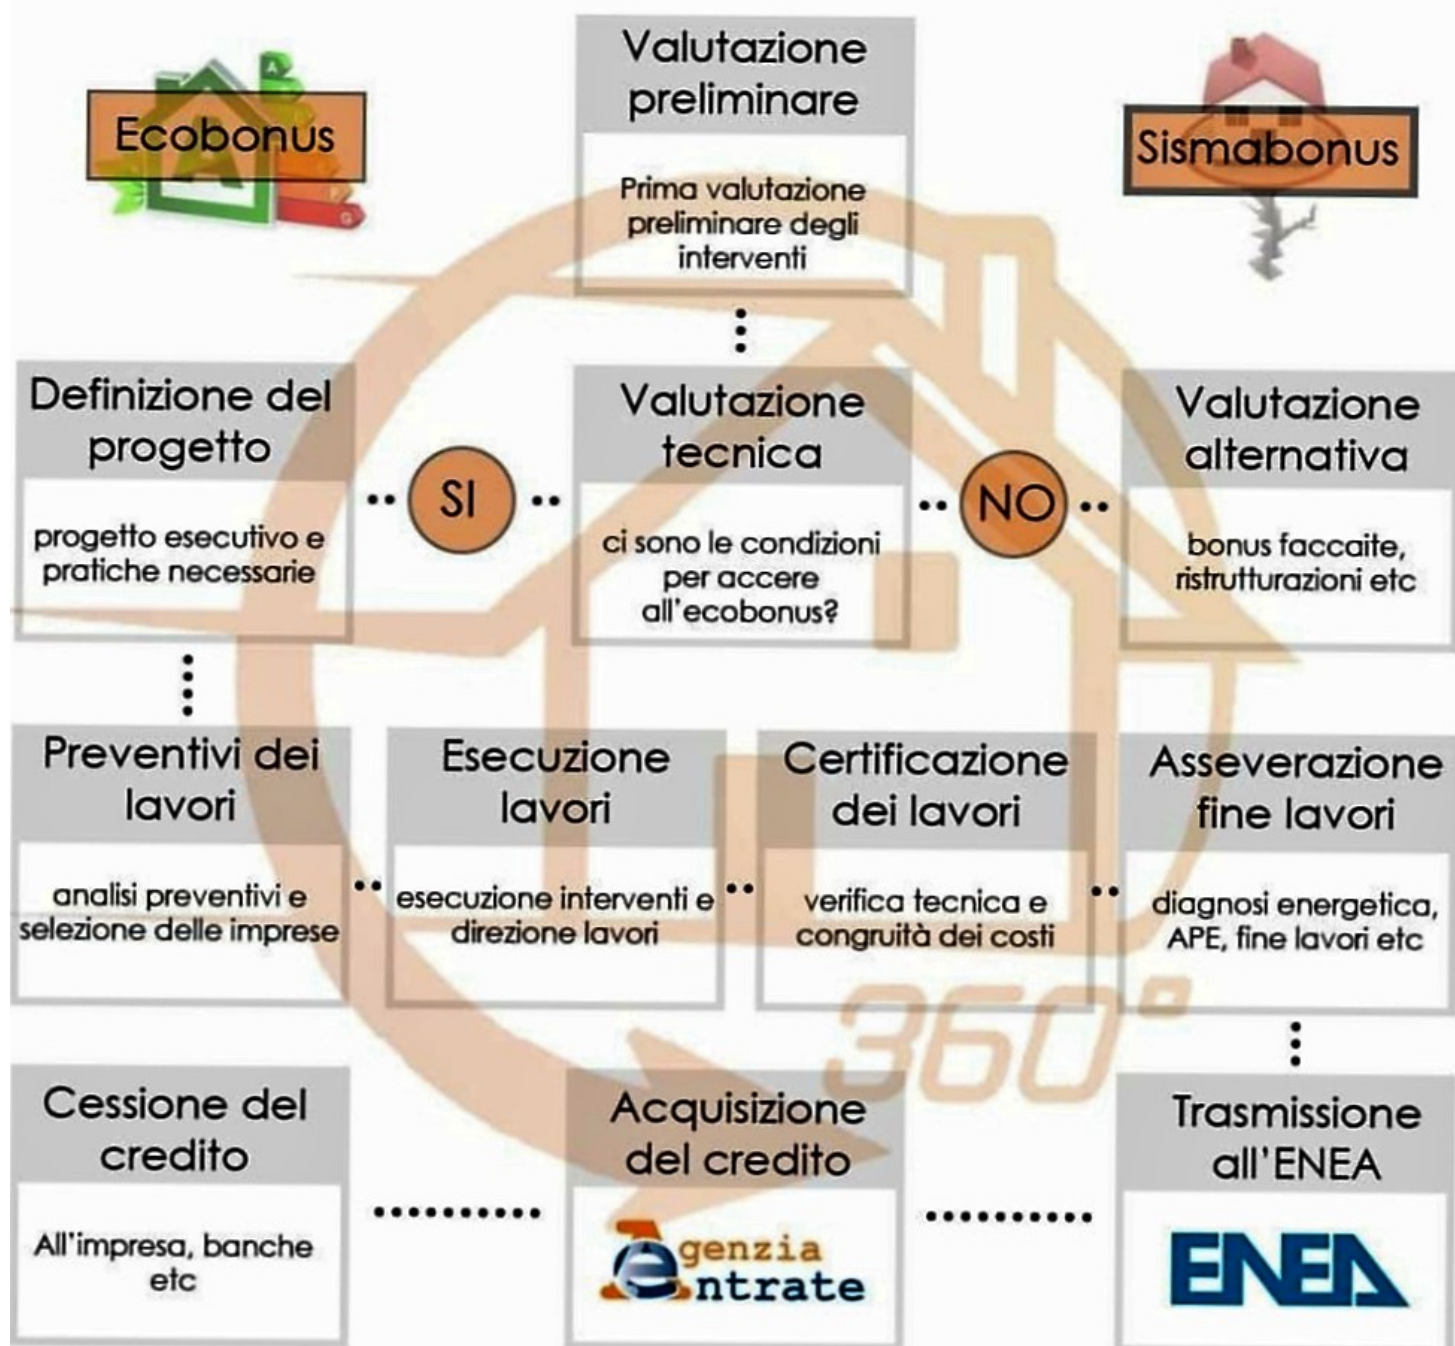 Ecobonus
Valutazione
preliminare
Prima valutazione
preliminare degli
interventi
Sismabonus
Definizione del
progetto
progetto esecutivo e
pratiche necessarie
SI
Valutazione
tecnica
ci sono le condizioni
per accere
all'ecobonus?
NO
Valutazione
alternativa
bonus faccaite,
ristrutturazioni etc
Preventivi dei
lavori
analisi preventivi e
selezione delle imprese
Esecuzione
lavori
esecuzione interventi e
direzione lavori
Certificazione
dei lavori
verifica tecnica e
congruità dei costi
Asseverazione
fine lavori
diagnosi energetica,
APE, fine lavori etc
360°
Cessione del
credito
All'impresa, banche
etc
Acquisizione
del credito
agenzia
entrate
Trasmissione
all'ENEA
ENEA
A
A
G